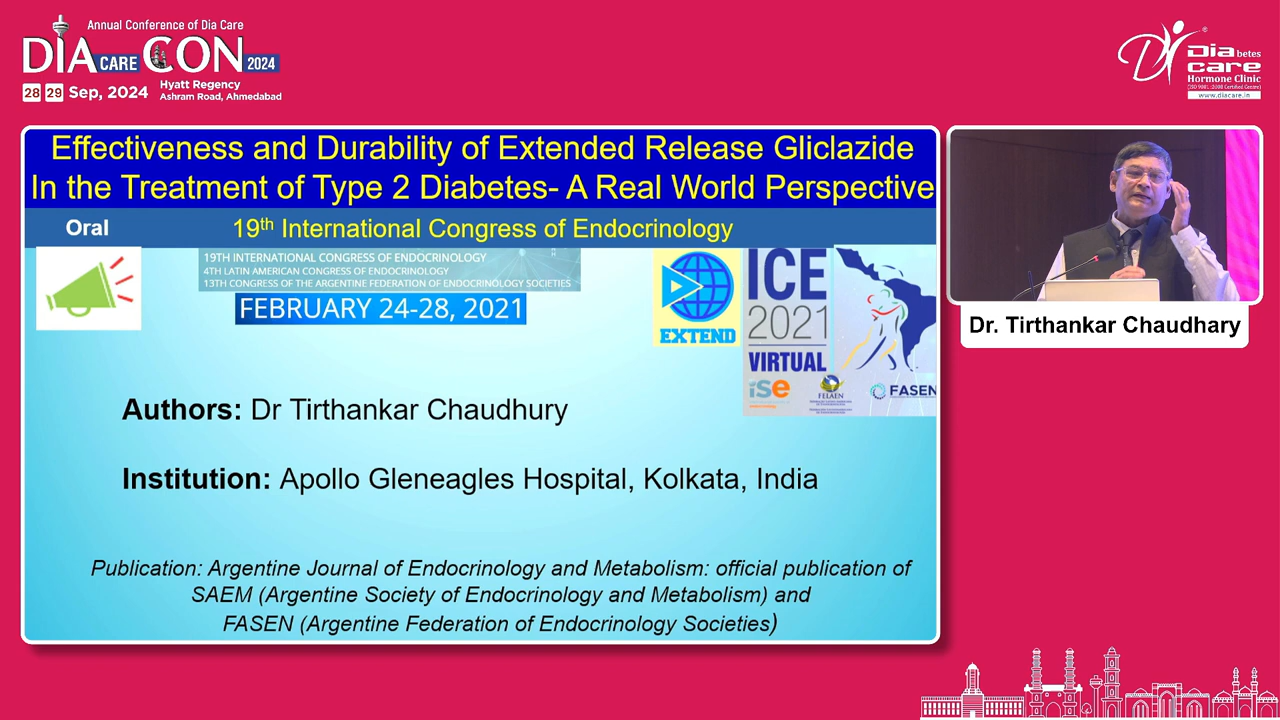 Annual Conference of Dia Care
DIA CARE CON 2024
28 29 Sep, 2024
Hyatt Regency
Ashram Road, Ahmedabad
Diabetes
care
Hormone Clinic
(ISO 9001:2008 Certified Centre)
www.diacare.in
Effectiveness and Durability of Extended Release Gliclazide
In the Treatment of Type 2 Diabetes- A Real World Perspective
Oral
19th International Congress of Endocrinology
19TH INTERNATIONAL CONGRESS OF ENDOCRINOLOGY
4TH LATIN AMERICAN CONGRESS OF ENDOCRINOLOGY
13TH CONGRESS OF THE ARGENTINE FEDERATION OF ENDOCRINOLOGY SOCIETIES
FEBRUARY 24-28, 2021
EXTEND
ICE
2021
VIRTUAL
ise
FELAEN
FASEN
Authors: Dr Tirthankar Chaudhury
Institution: Apollo Gleneagles Hospital, Kolkata, India
Publication: Argentine Journal of Endocrinology and Metabolism: official publication of
SAEM (Argentine Society of Endocrinology and Metabolism) and
FASEN (Argentine Federation of Endocrinology Societies)
Dr. Tirthankar Chaudhary